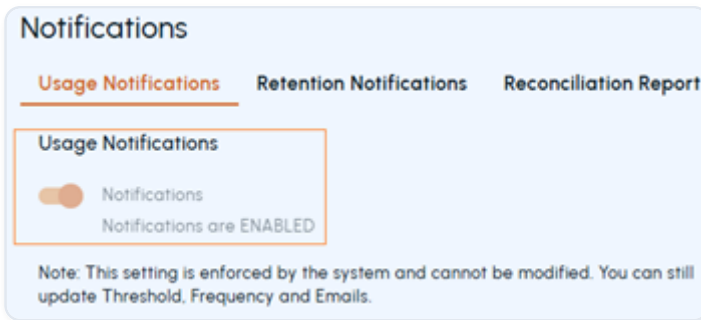 Notifications
Usage Notifications Retention Notifications Reconciliation Report
Usage Notifications
Notifications
Notifications are ENABLED
Note: This setting is enforced by the system and cannot be modified. You can still
update Threshold, Frequency and Emails.